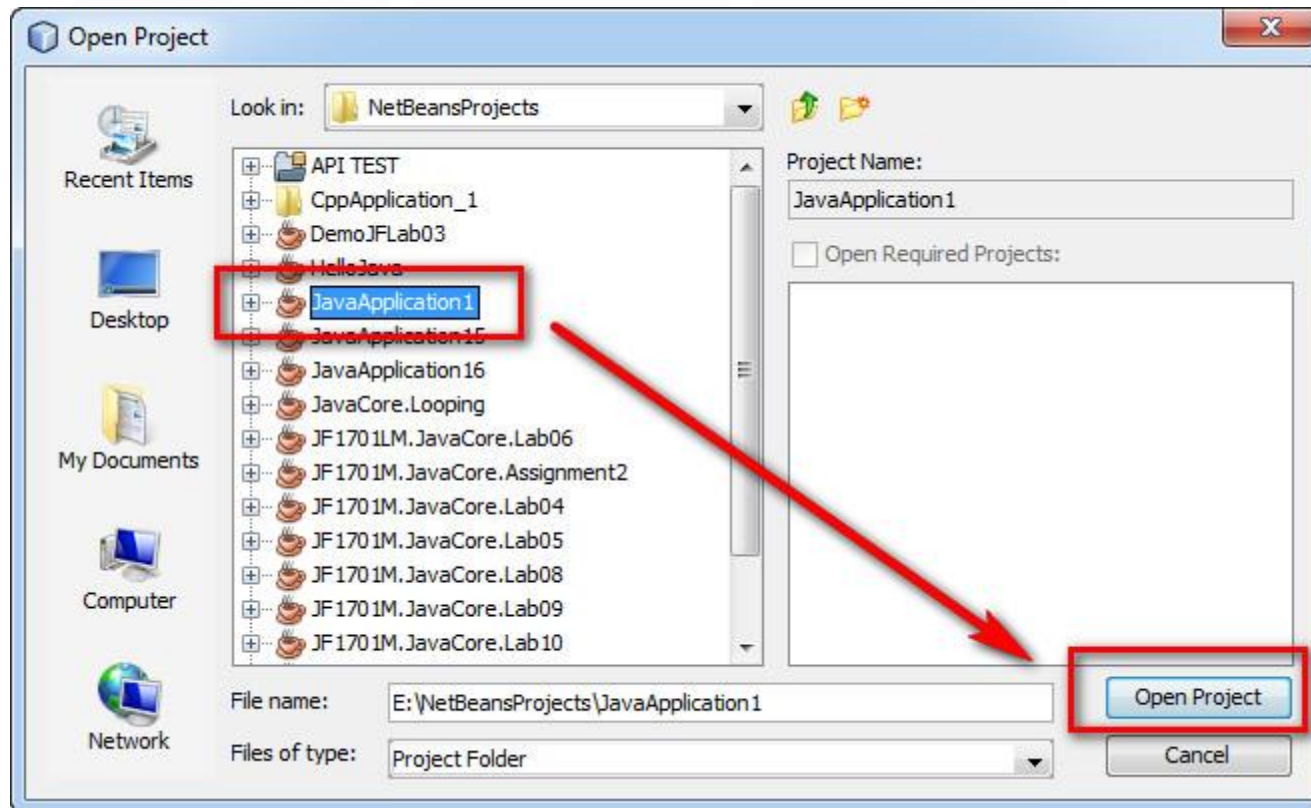 Open Project
Look in:
NetBeansProjects
Recent Items
Desktop
My Documents
Computer
Network
API TEST
CppApplication_1
DemoJFLab03
HelloJava
JavaApplication1
JavaApplication15
JavaApplication16
JavaCore.Looping
JF1701LM.JavaCore.Lab06
JF1701M.JavaCore.Assignment2
JF1701M.JavaCore.Lab04
JF1701M.JavaCore.Lab05
JF1701M.JavaCore.Lab08
JF1701M.JavaCore.Lab09
JF1701M.JavaCore.Lab10
Project Name:
JavaApplication1
Open Required Projects:
File name:
E:\NetBeansProjects\JavaApplication1
Open Project
Files of type:
Project Folder
Cancel